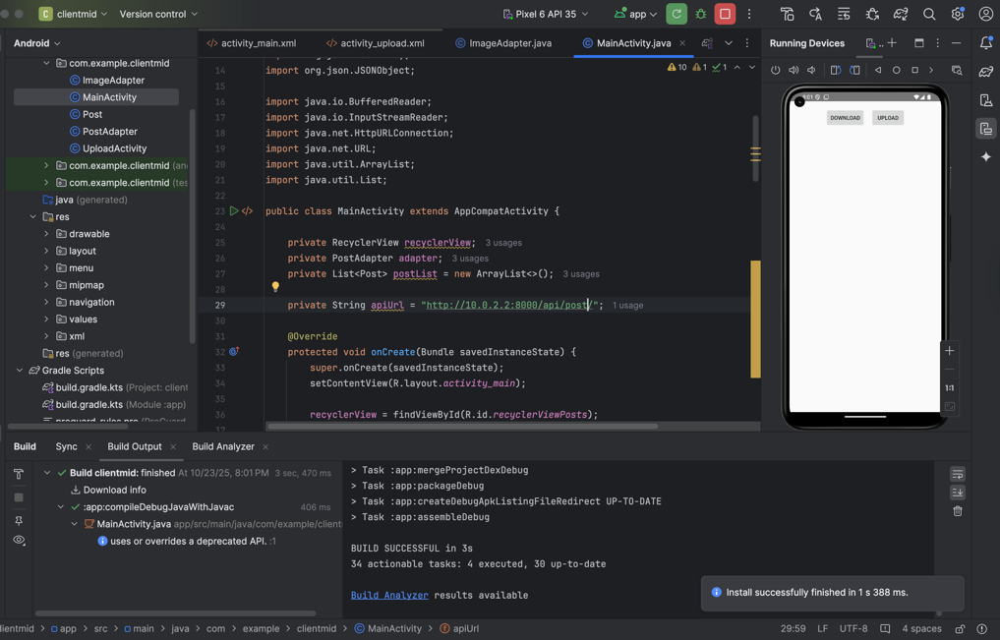 C clientmid Version control Pixel 6 API 35 app
Android
activity_main.xml activity_upload.xml ImageAdapter.java MainActivity.java Running Devices
com.example.clientmid
ImageAdapter
MainActivity
Post
PostAdapter
UploadActivity
com.example.clientmid (an
com.example.clientmid (tes
java (generated)
res
drawable
layout
menu
mipmap
navigation
values
xml
res (generated)
Gradle Scripts
build.gradle.kts (Project: client
build.gradle.kts (Module :app)
proguard-rules.pro (ProGuard
10 1 1
14 import org.json.JSONObject;
15
16 import java.io.BufferedReader;
17 import java.io.InputStreamReader;
18 import java.net.HttpURLConnection;
19 import java.net.URL;
20 import java.util.ArrayList;
21 import java.util.List;
22
23 public class MainActivity extends AppCompatActivity {
24
25 private RecyclerView recyclerView; 3 usages
26 private PostAdapter adapter; 3 usages
27 private List<Post> postList = new ArrayList<>(); 3 usages
28
29 private String apiUrl = "http://10.0.2.2:8000/api/post/"; 1 usage
30
31 @Override
32 protected void onCreate(Bundle savedInstanceState) {
33 super.onCreate(savedInstanceState);
34 setContentView(R.layout.activity_main);
35
36 recyclerView = findViewById(R.id.recyclerViewPosts);
37
8:01
DOWNLOAD UPLOAD
1:1
Build Sync Build Output Build Analyzer
Build clientmid: finished At 10/23/25, 8:01 PM 3 sec, 470 ms
Download info
:app:compileDebugJavaWithJavac 406 ms
MainActivity.java app/src/main/java/com/example/client
uses or overrides a deprecated API. :1
> Task :app:mergeProjectDexDebug
> Task :app:packageDebug
> Task :app:createDebugApkListingFileRedirect UP-TO-DATE
> Task :app:assembleDebug
BUILD SUCCESSFUL in 3s
34 actionable tasks: 4 executed, 30 up-to-date
Build Analyzer results available
Install successfully finished in 1 s 388 ms.
lientmid > app > src > main > java > com > example > clientmid > MainActivity > apiUrl 29:59 LF UTF-8 4 spaces